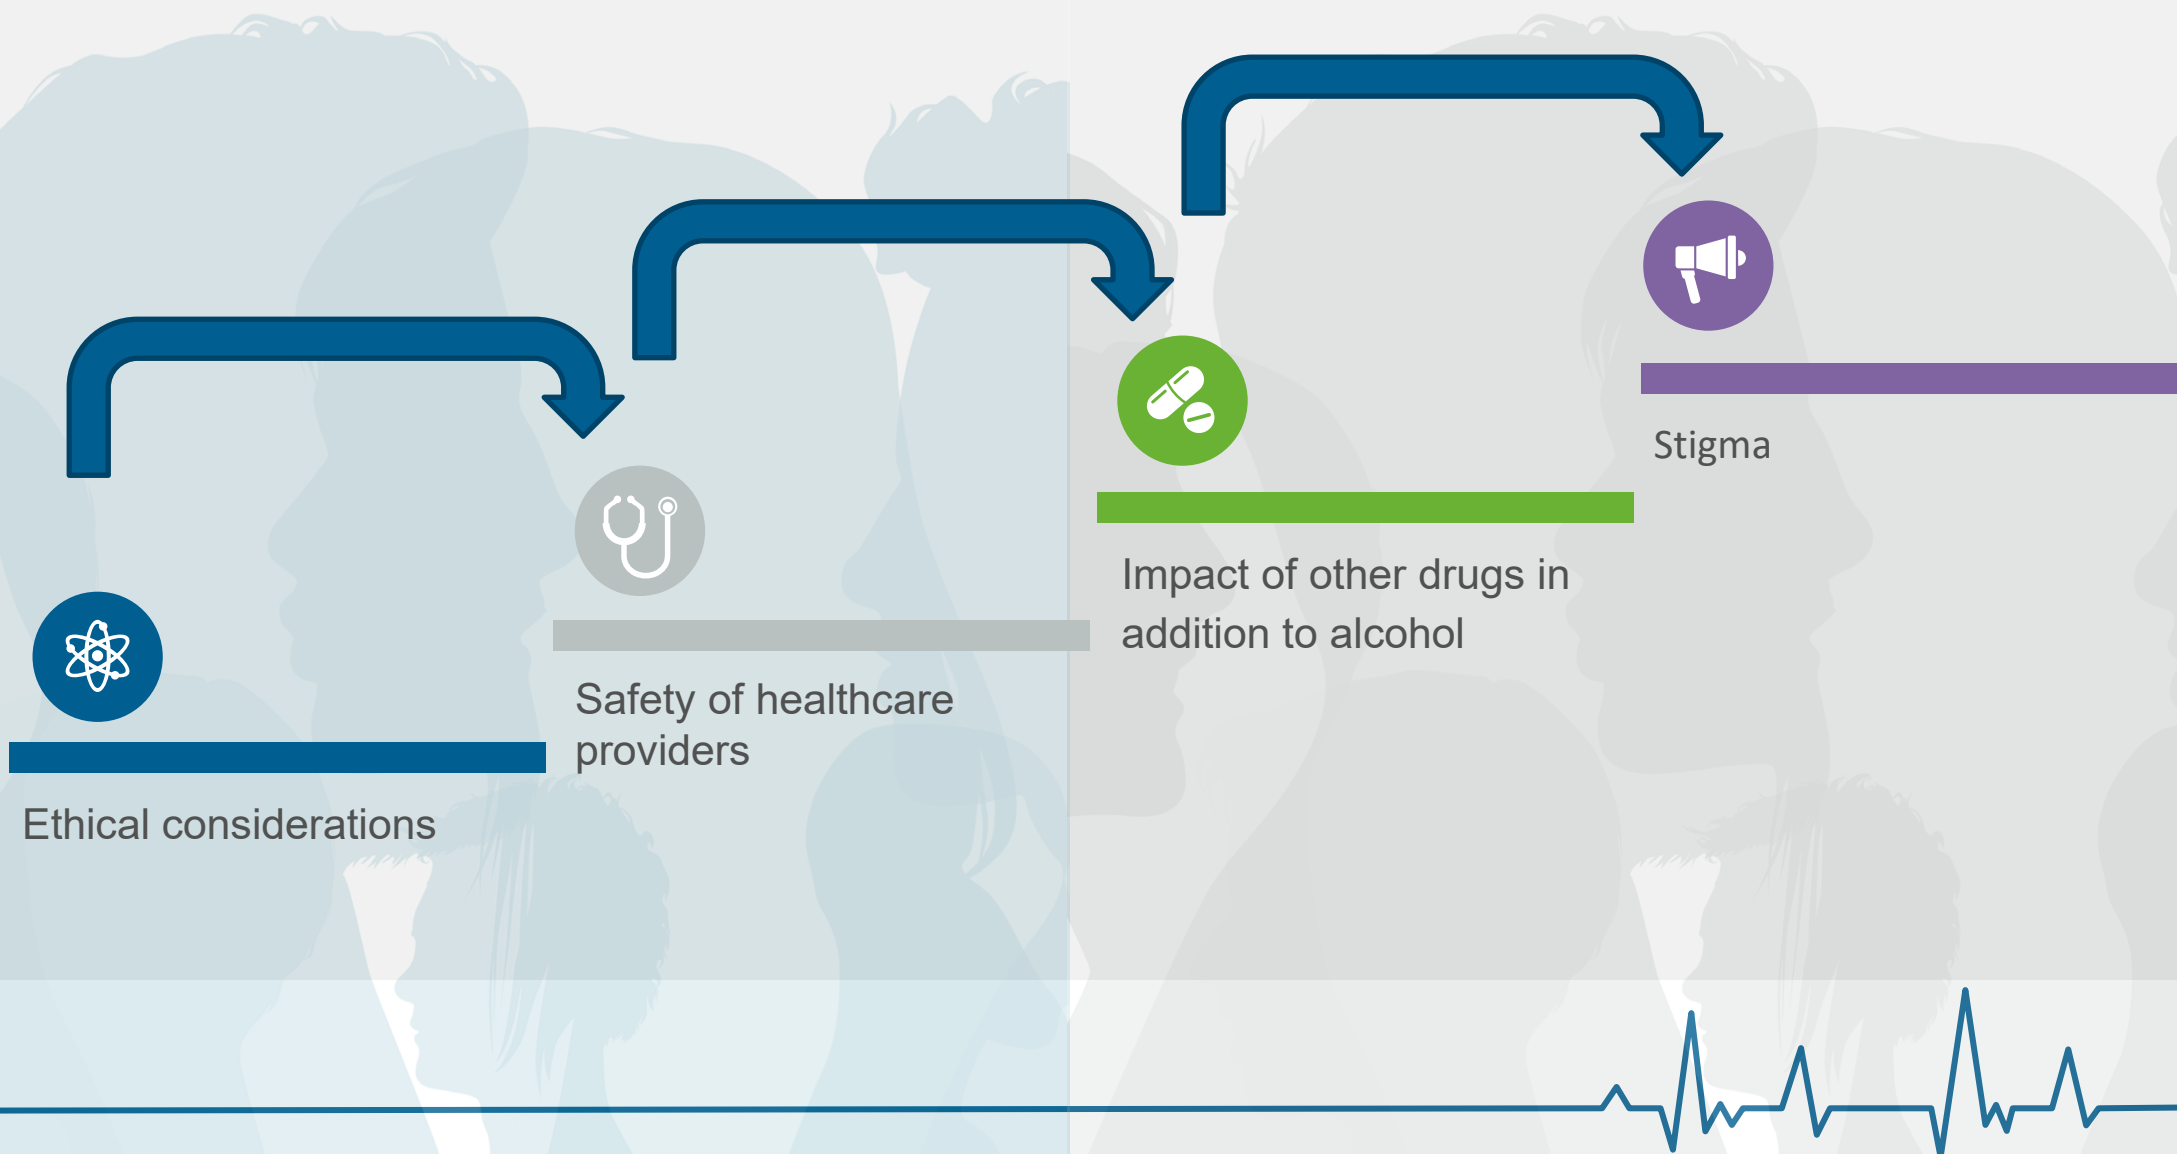 Ethical considerations
Safety of healthcare
providers
Impact of other drugs in
addition to alcohol
Stigma